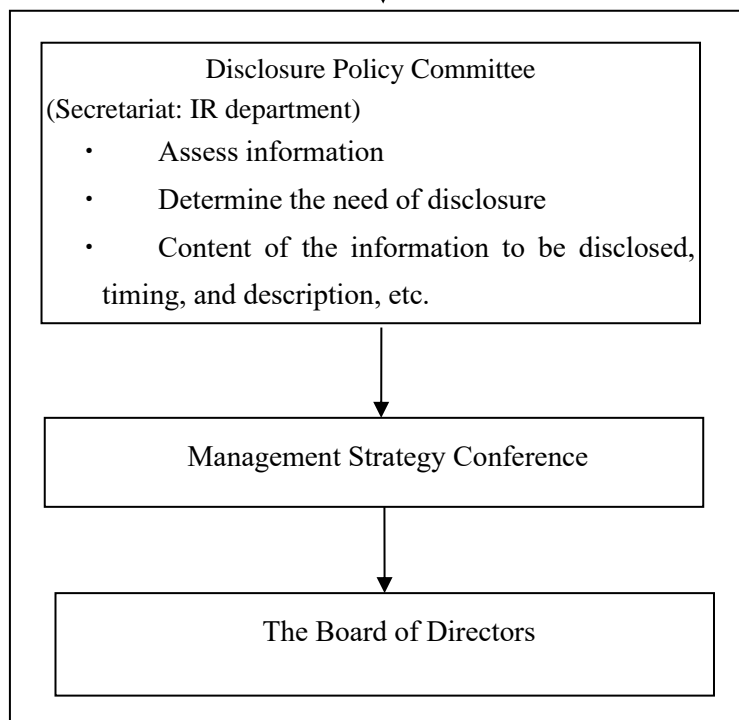 Disclosure Policy Committee
(Secretariat: IR department)
・ Assess information
・ Determine the need of disclosure
・ Content of the information to be disclosed,
timing, and description, etc.
Management Strategy Conference
The Board of Directors